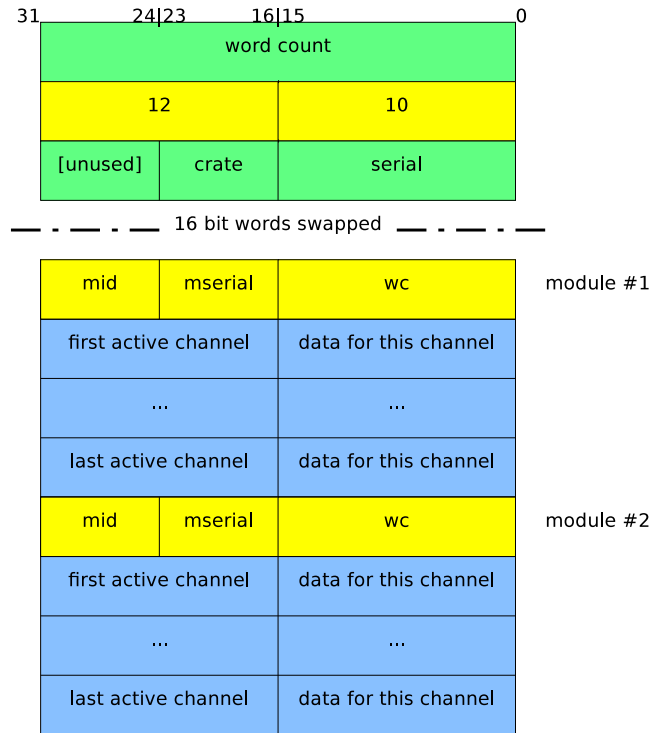 31 24|23 16|15 0
word count
12 10
[unused] crate serial
16 bit words swapped
mid mserial wc module #1
first active channel data for this channel
... ...
last active channel data for this channel
mid mserial wc module #2
first active channel data for this channel
... ...
last active channel data for this channel